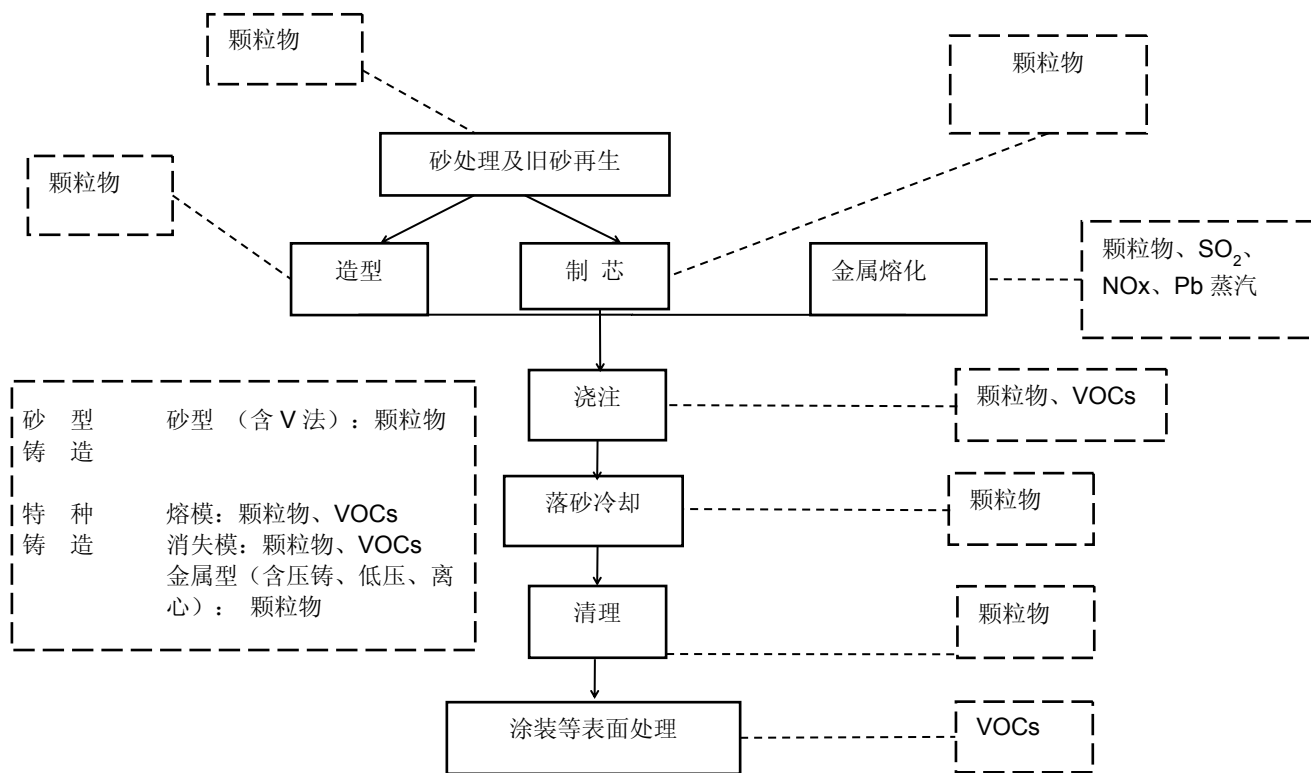 颗粒物
颗粒物
砂处理及旧砂再生
颗粒物
造型
制 芯
金属熔化
颗粒物、SO2、
NOx、Pb 蒸汽
浇注
颗粒物、VOCs
砂 型 砂型 （含 V 法）：颗粒物
铸 造
落砂冷却
颗粒物
特 种 熔模：颗粒物、VOCs
铸 造 消失模：颗粒物、VOCs
金属型（含压铸、低压、离
心）： 颗粒物
清理
颗粒物
涂装等表面处理
VOCs